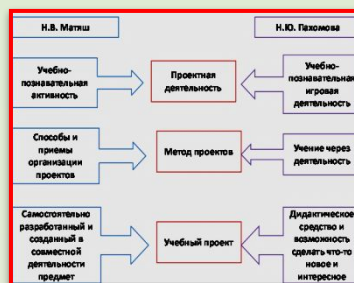 Н.В. Матяш
Н.Ю. Пахомова
Учебно-
познавательная
активность
Проектная
деятельность
Учебно-
познавательная
игровая
деятельность
Способы и
приемы
организации
проектов
Метод проектов
Учение через
деятельность
Самостоятельно
разработанный и
созданный в
совместной
деятельности
предмет
Учебный проект
Дидактическое
средство и
возможность
сделать что-то
новое и
интересное